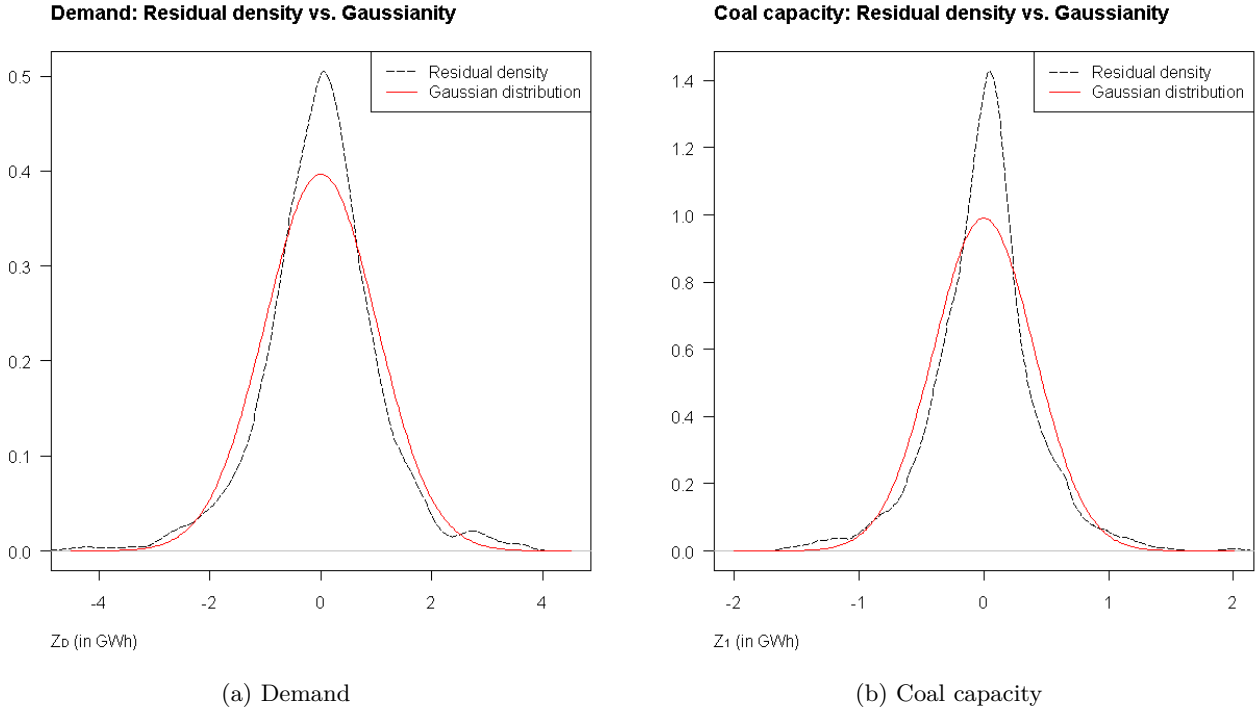 Demand: Residual density vs. Gaussianity
Residual density
Gaussian distribution
0.5
0.4
0.3
0.2
0.1
0.0
-4 -2 0 2 4
ZD (in GWh)
(a) Demand
Coal capacity: Residual density vs. Gaussianity
Residual density
Gaussian distribution
1.4
1.2
1.0
0.8
0.6
0.4
0.2
0.0
-2 -1 0 1 2
Z1 (in GWh)
(b) Coal capacity